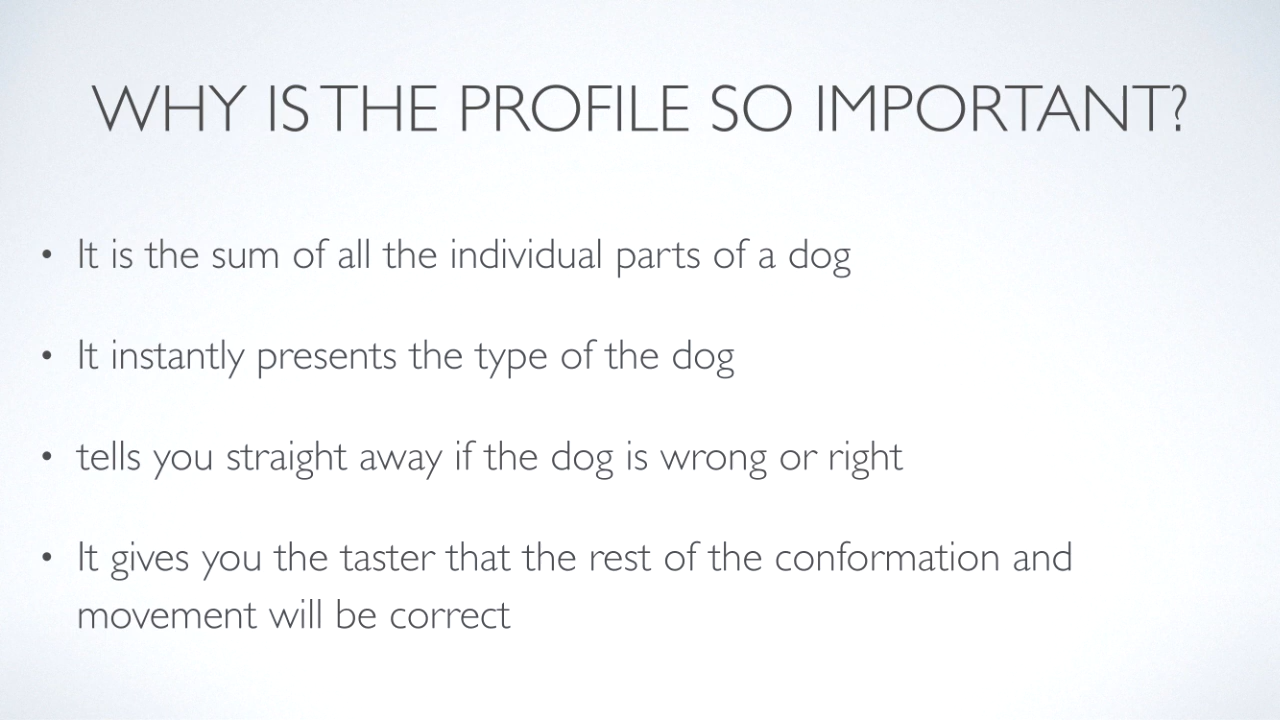 WHY IS THE PROFILE SO IMPORTANT?
• It is the sum of all the individual parts of a dog
• It instantly presents the type of the dog
• tells you straight away if the dog is wrong or right
• It gives you the taster that the rest of the conformation and
movement will be correct